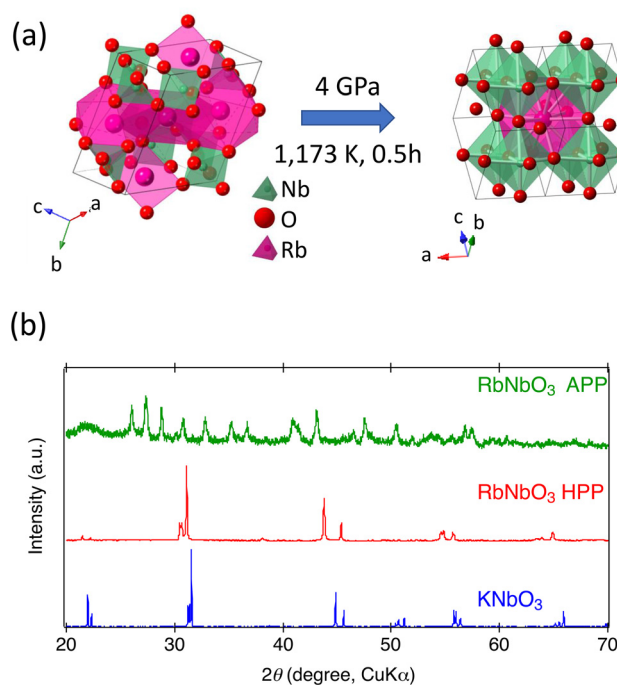 (a)
4 GPa
1,173 K, 0.5h
Nb
O
Rb
c
a
b
c
b
a
(b)
RbNbO₃ APP
RbNbO₃ HPP
KNbO₃
Intensity (a.u.)
20 30 40 50 60 70
2θ (degree, CuKα)